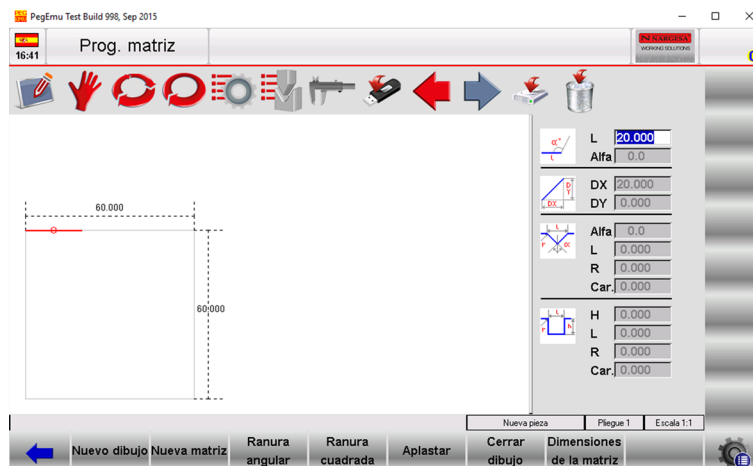 PegEmu Test Build 998, Sep 2015
16:41
Prog. matriz
NARGESA
WORKING SOLUTIONS
L 20.000
Alfa 0.0
DX 20.000
DY 0.000
Alfa 0.0
L 0.000
R 0.000
Car. 0.000
H 0.000
L 0.000
R 0.000
Car. 0.000
60.000
60.000
Nueva pieza
Pliegue 1
Escala 1:1
Nuevo dibujo
Nueva matriz
Ranura
angular
Ranura
cuadrada
Aplastar
Cerrar
dibujo
Dimensiones
de la matriz